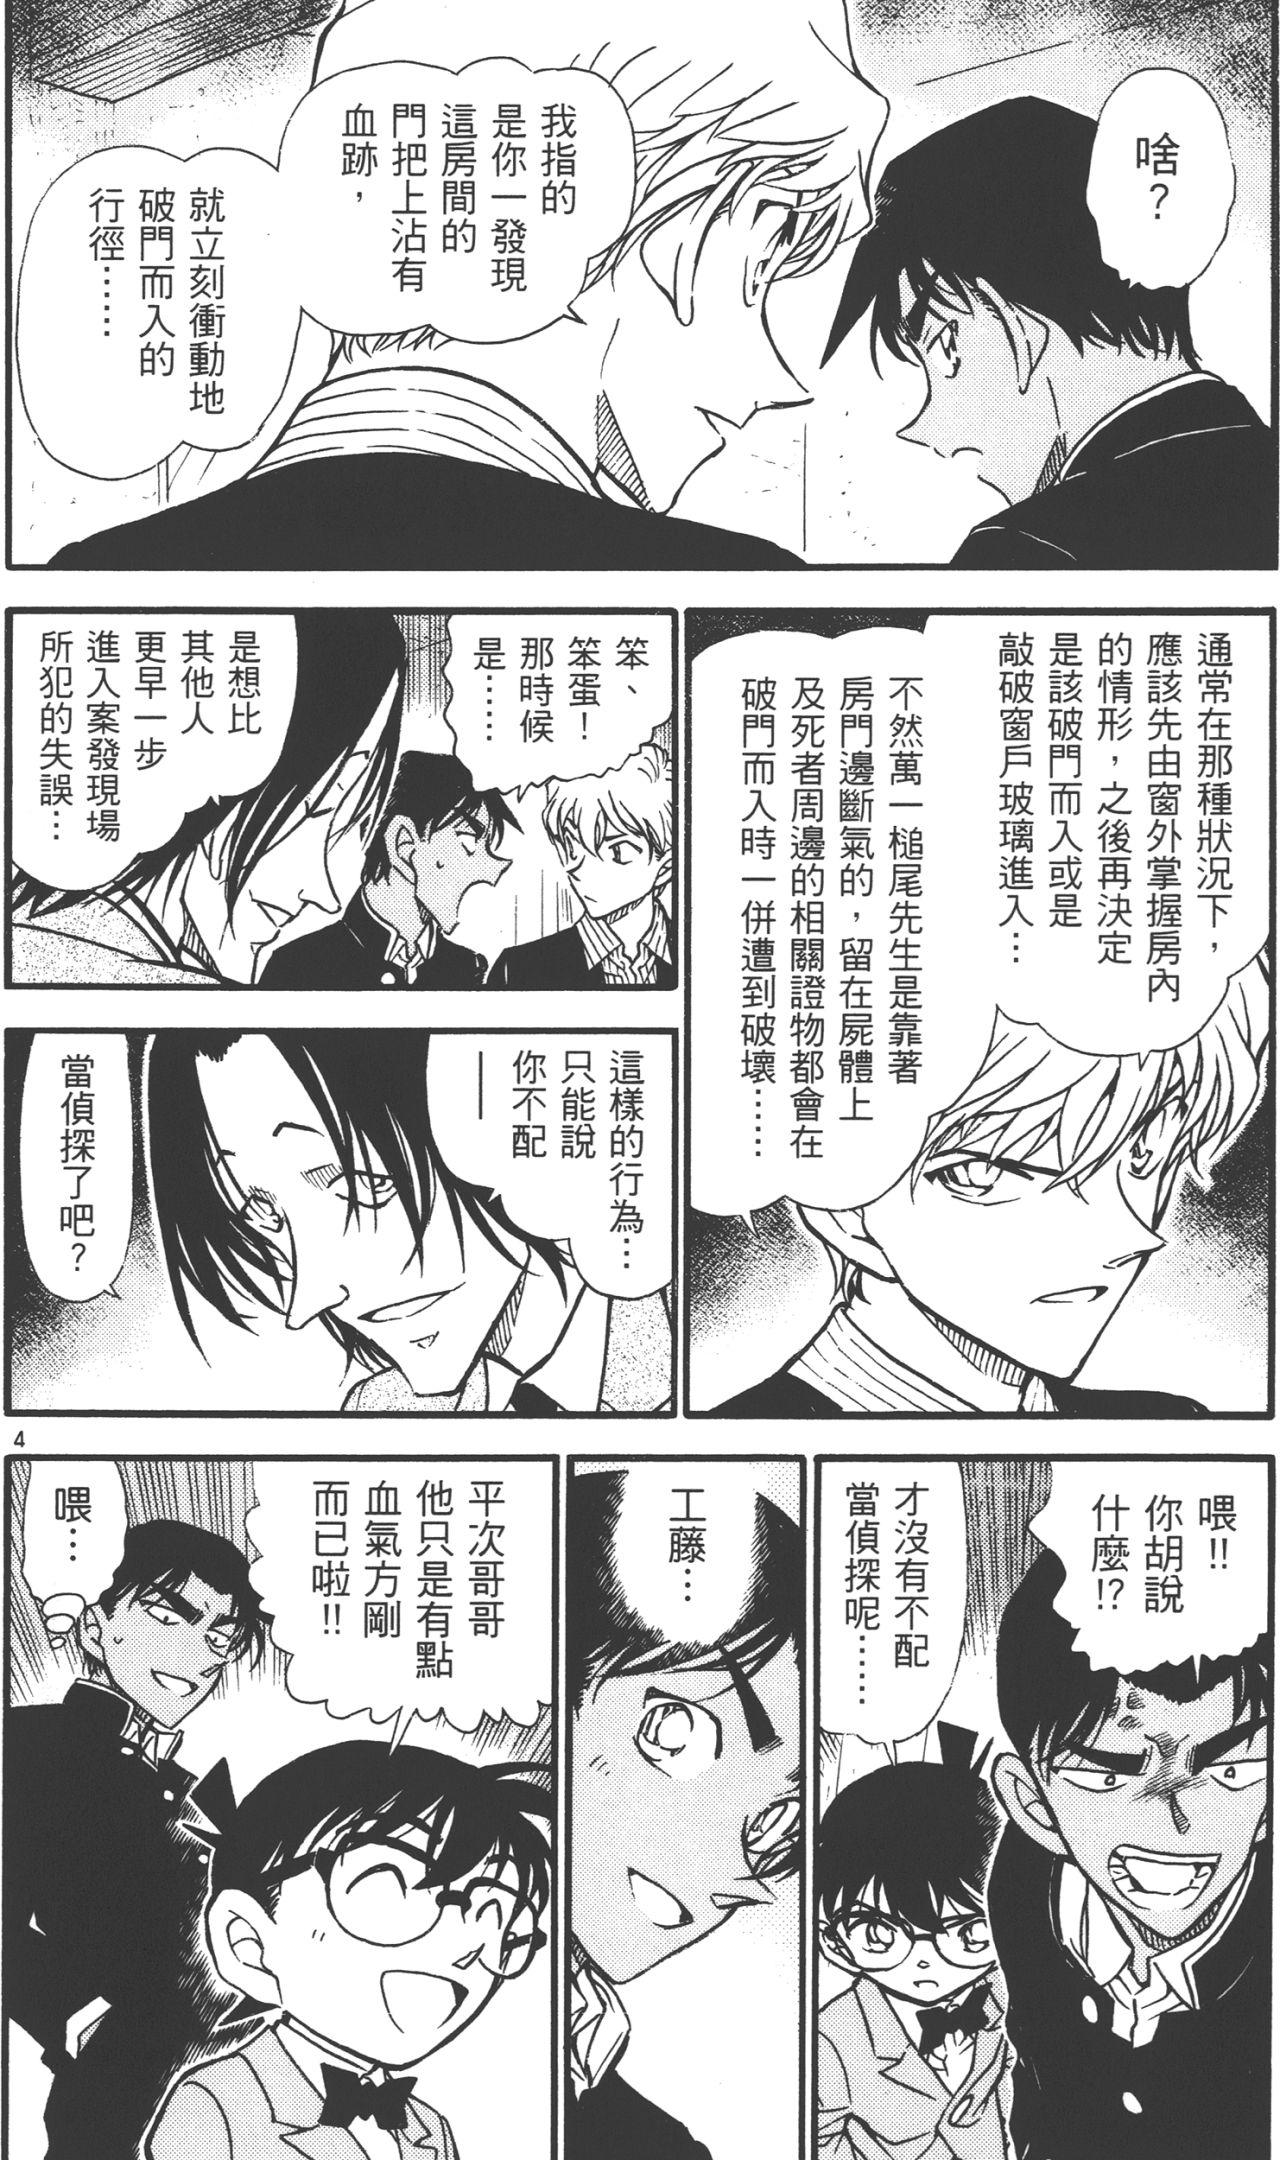 啥？
我指的
是你一發現
這房間的
門把上沾有
血跡，
就立刻衝動地
破門而入的
行徑……
通常在那種狀況下，
應該先由窗外掌握房內
的情形，之後再決定
是該破門而入或是
敲破窗戶玻璃進入…
不然萬一槌尾先生是靠著
房門邊斷氣的，留在屍體上
及死者周邊的相關證物都會在
破門而入時一併遭到破壞……
笨、
笨蛋！
那時候
是……
是想比
其他人
更早一步
進入案發現場
所犯的失誤…
這樣的行為…
只能說
你不配
——
當偵探了吧？
4
喂!!
你胡說
什麼!?
才沒有不配
當偵探呢……
工藤…
平次哥哥
他只是有點
血氣方剛
而已啦!!
喂…